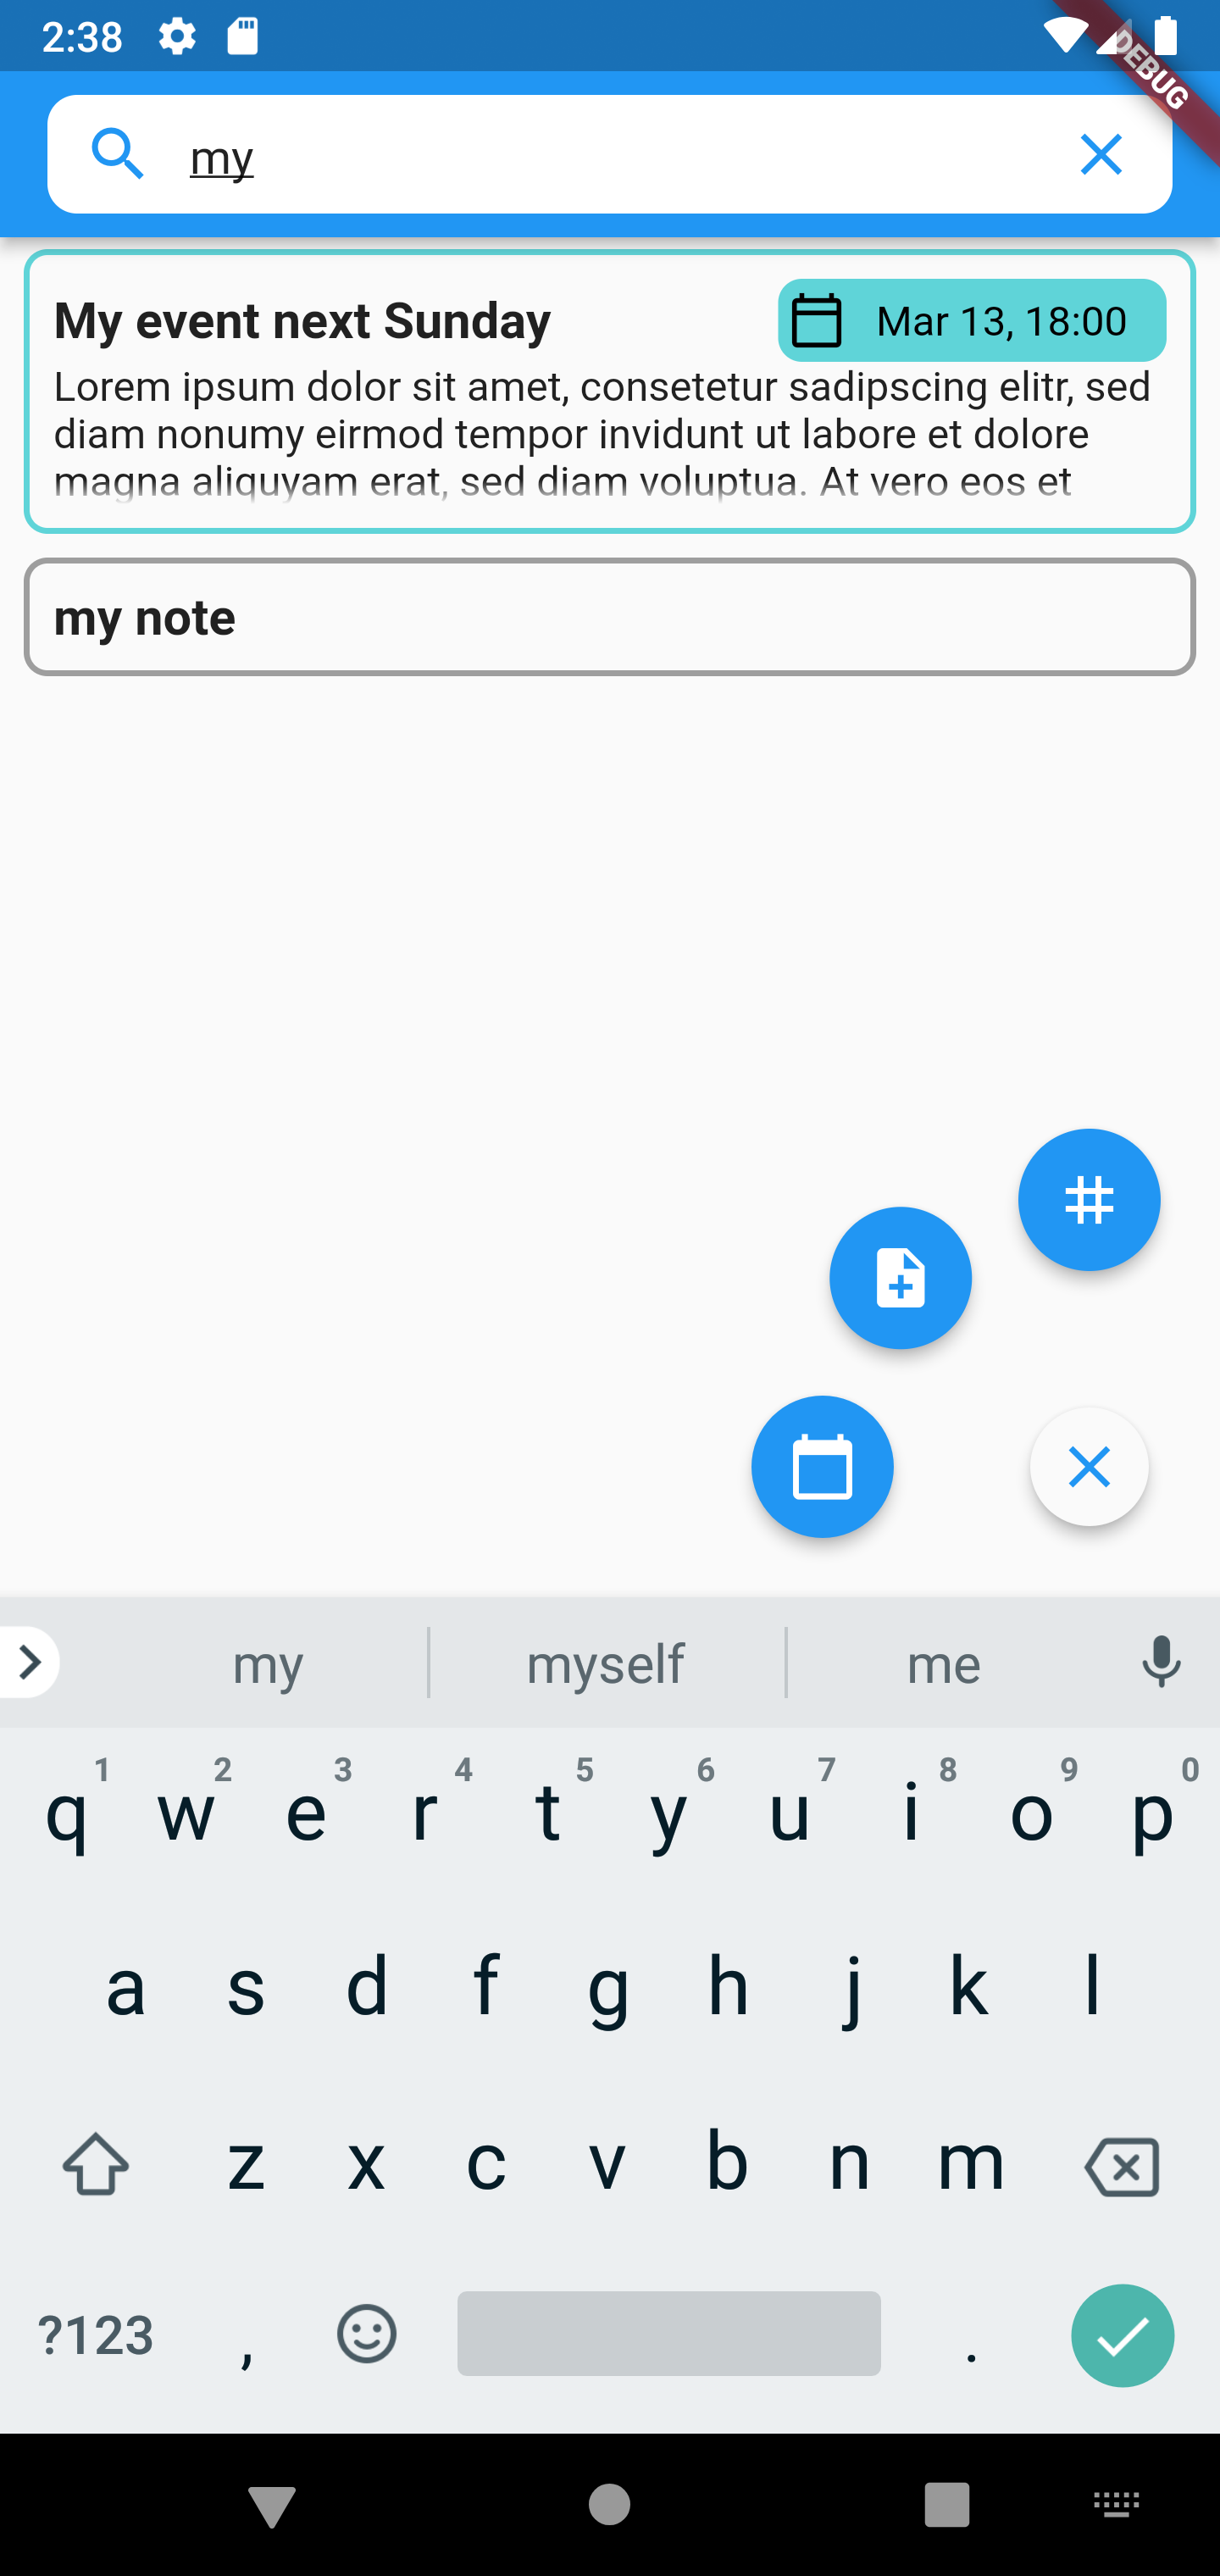 2:38
DEBUG
my
My event next Sunday
Mar 13, 18:00
Lorem ipsum dolor sit amet, consetetur sadipscing elitr, sed
diam nonumy eirmod tempor invidunt ut labore et dolore
magna aliquyam erat, sed diam voluptua. At vero eos et
my note
my myself me
1 2 3 4 5 6 7 8 9 0
q w e r t y u i o p
a s d f g h j k l
z x c v b n m
?123 , .